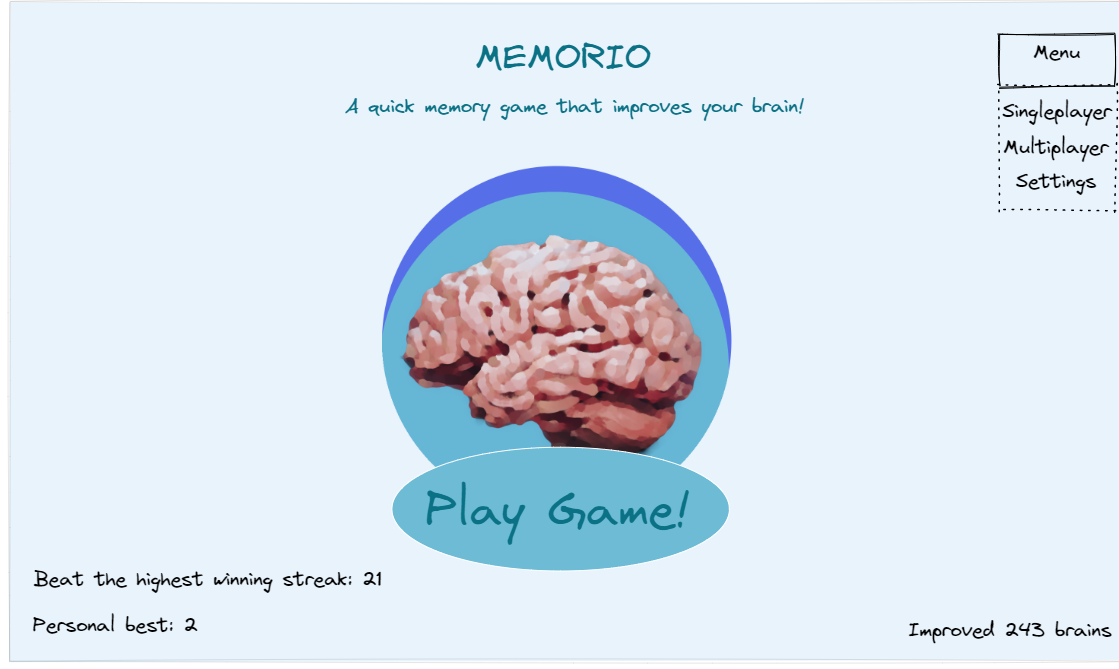 MEMORIO
A quick memory game that improves your brain!
Menu
Singleplayer
Multiplayer
Settings
Play Game!
Beat the highest winning streak: 21
Personal best: 2
Improved 243 brains